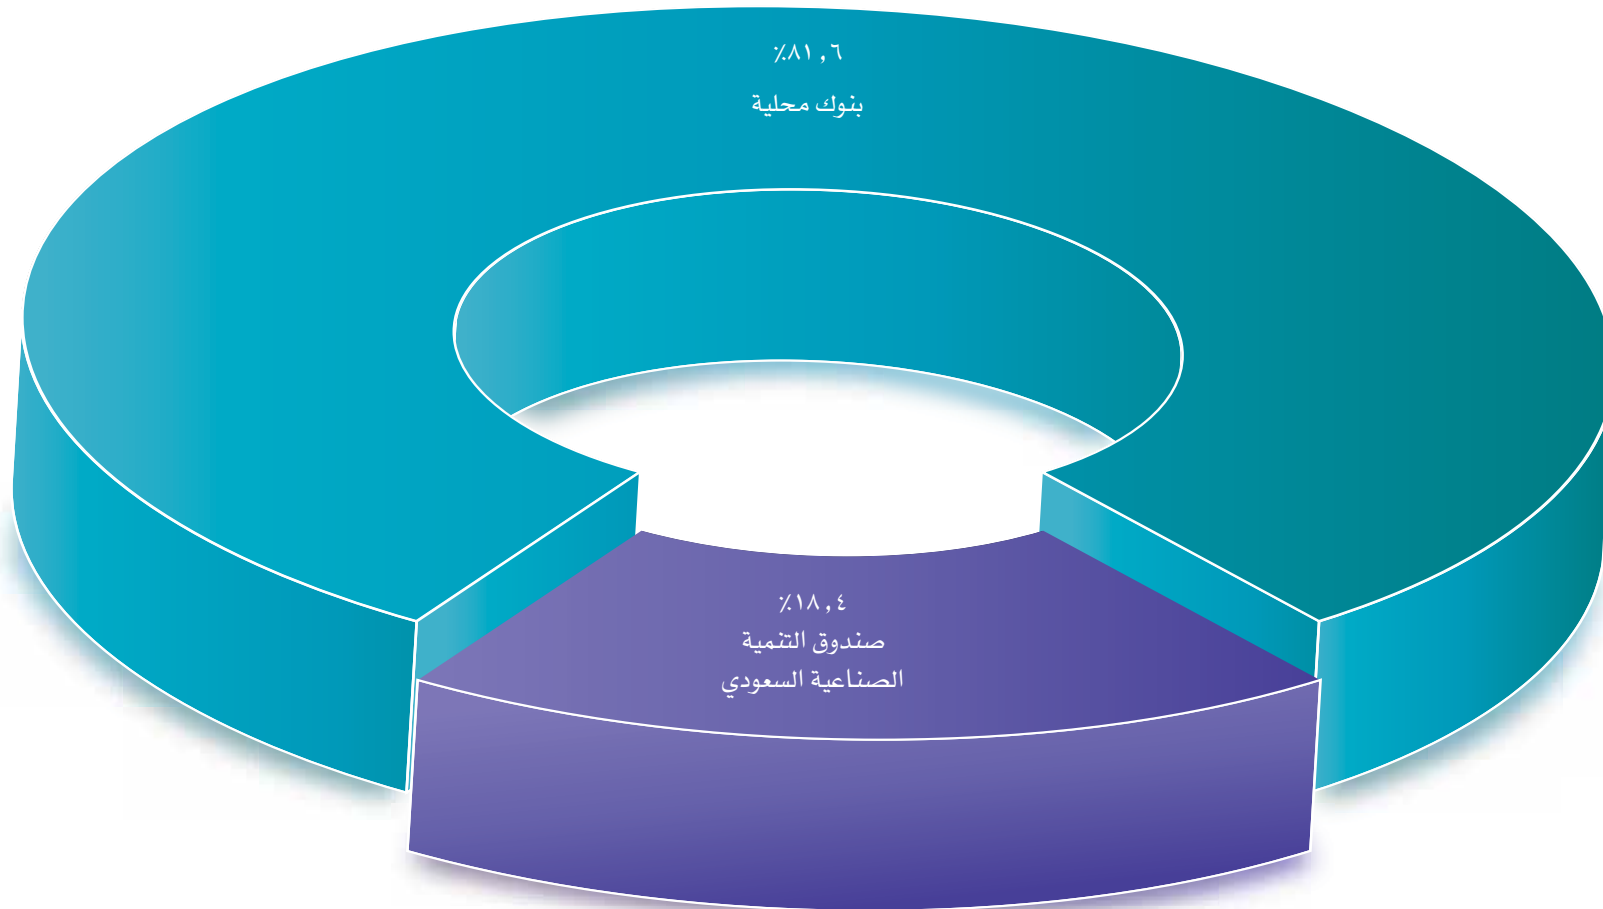 ٪٨١,٦
بنوك محلية
٪١٨,٤
صندوق التنمية
الصناعية السعودي